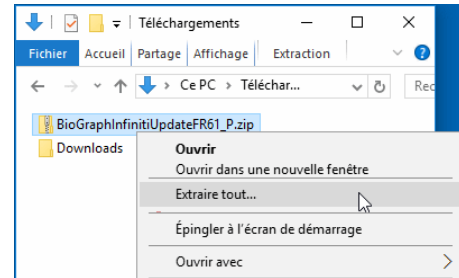 Téléchargements
Fichier Accueil Partage Affichage Extraction
Ce PC > Téléchar... Rec
BioGraphInfinitiUpdateFR61_P.zip
Downloads
Ouvrir
Ouvrir dans une nouvelle fenêtre
Extraire tout...
Épingler à l'écran de démarrage
Ouvrir avec